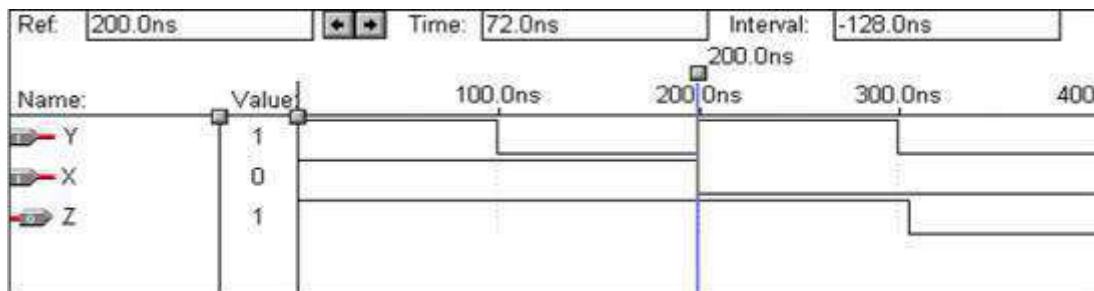 Ref: 200.0ns Time: 72.0ns Interval: -128.0ns
200.0ns
Name: Value: 100.0ns 200.0ns 300.0ns 400
Y 1
X 0
Z 1